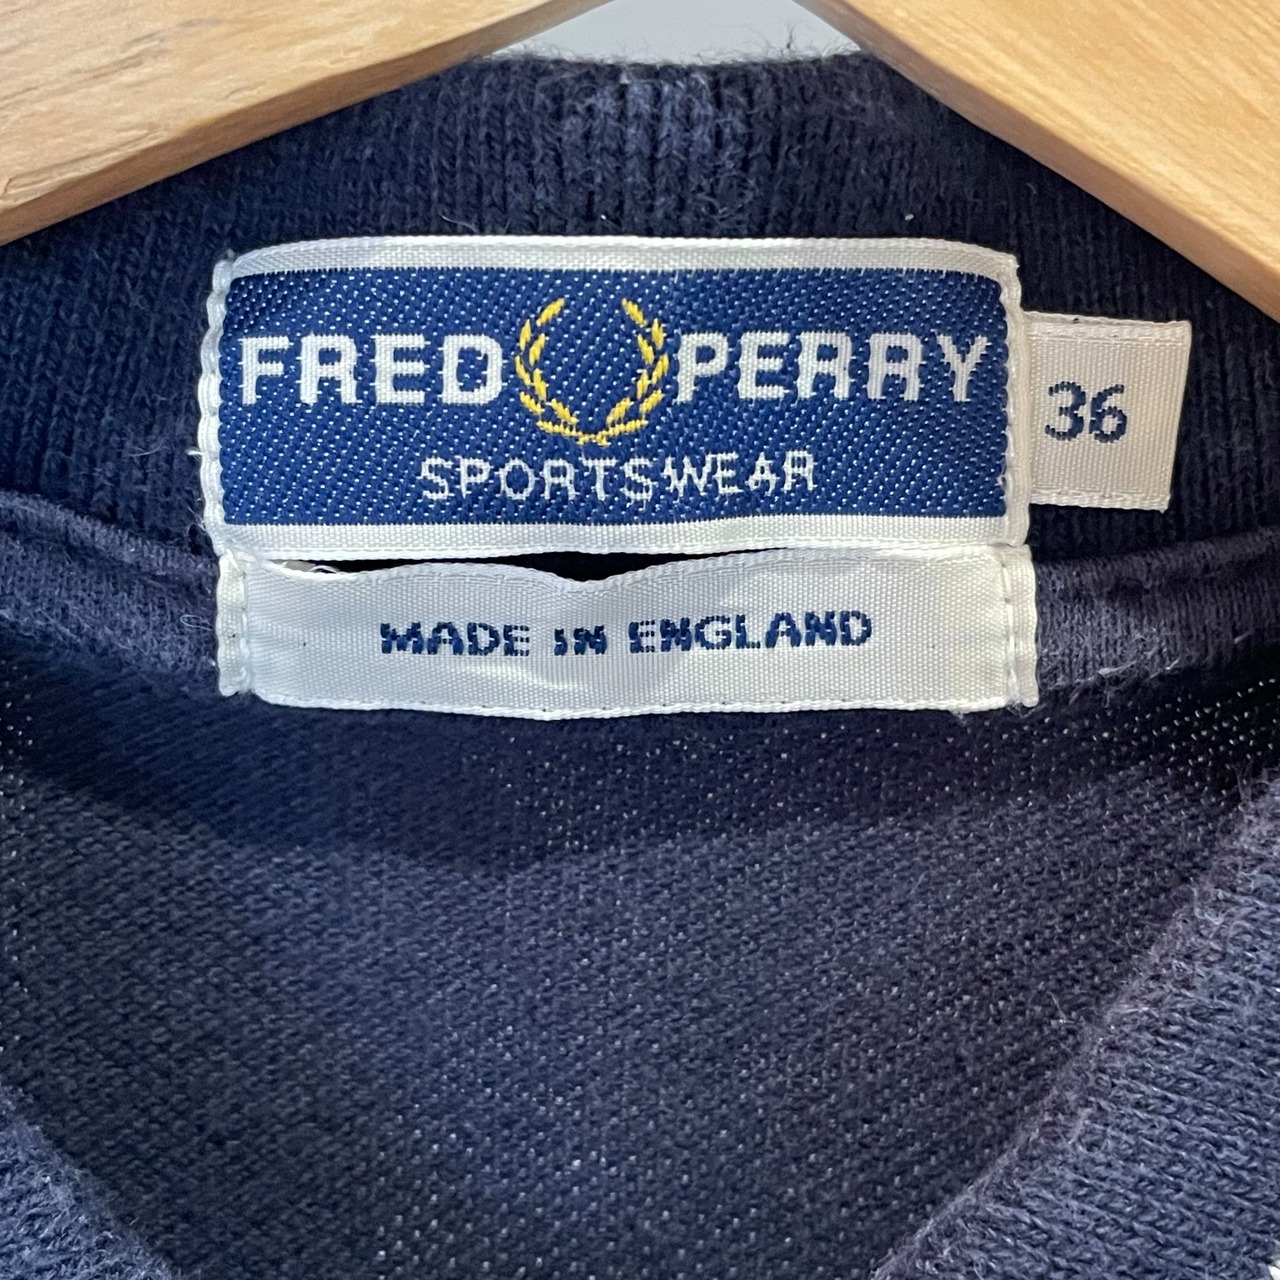 FRED PERRY
SPORTSWEAR
36
MADE IN ENGLAND